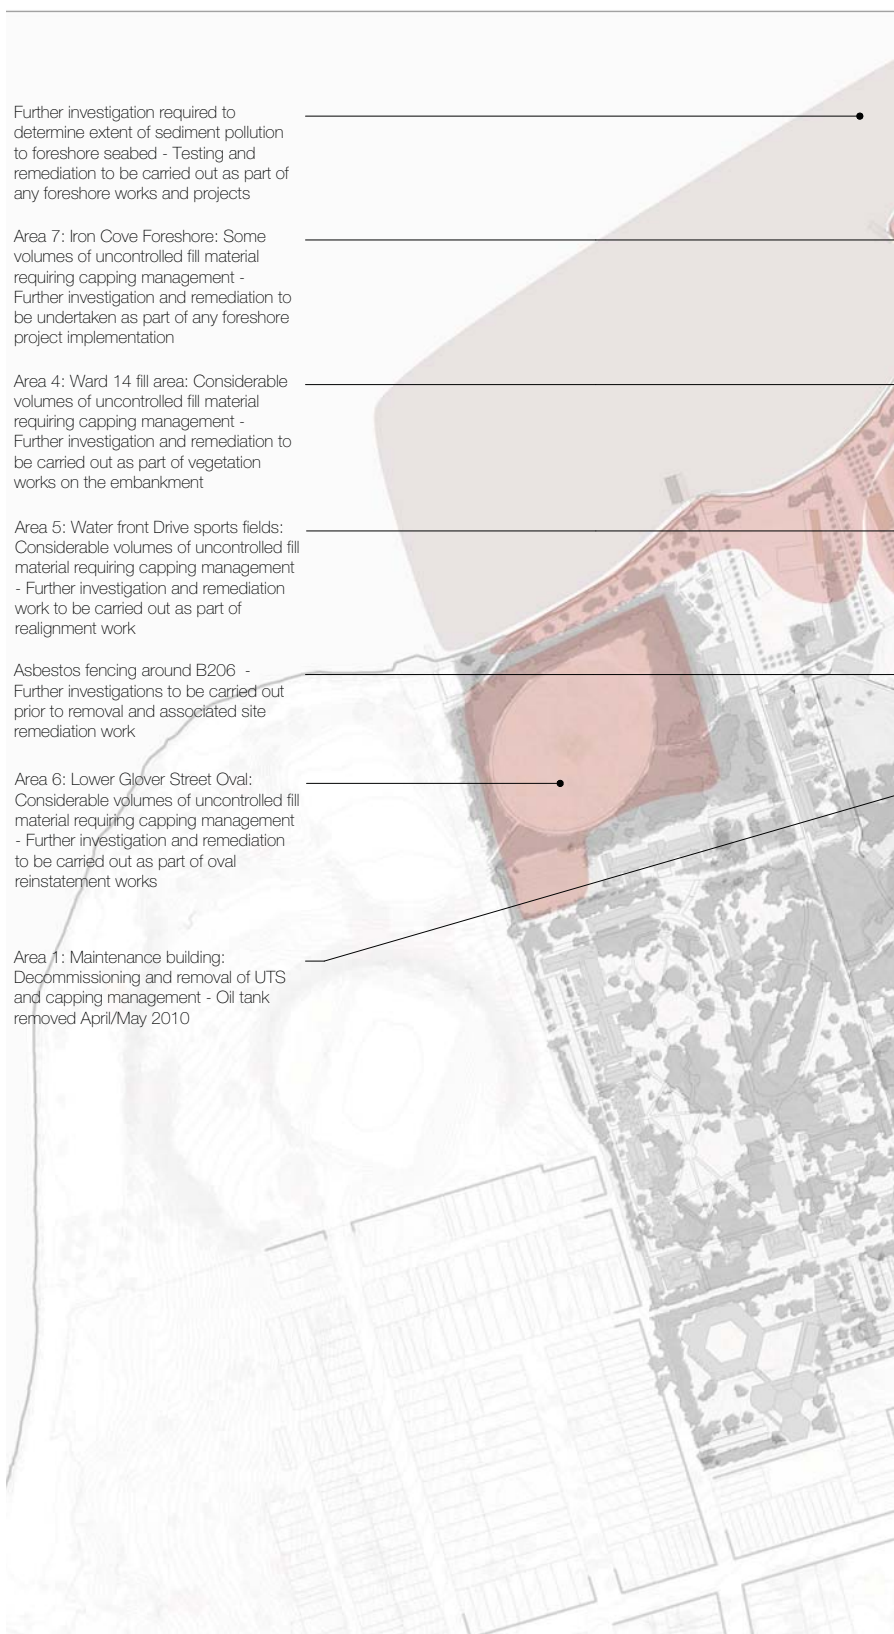 Further investigation required to
determine extent of sediment pollution
to foreshore seabed - Testing and
remediation to be carried out as part of
any foreshore works and projects
Area 7: Iron Cove Foreshore: Some
volumes of uncontrolled fill material
requiring capping management -
Further investigation and remediation to
be undertaken as part of any foreshore
project implementation
Area 4: Ward 14 fill area: Considerable
volumes of uncontrolled fill material
requiring capping management -
Further investigation and remediation to
be carried out as part of vegetation
works on the embankment
Area 5: Water front Drive sports fields:
Considerable volumes of uncontrolled fill
material requiring capping management
- Further investigation and remediation
work to be carried out as part of
realignment work
Asbestos fencing around B206 -
Further investigations to be carried out
prior to removal and associated site
remediation work
Area 6: Lower Glover Street Oval:
Considerable volumes of uncontrolled fill
material requiring capping management
- Further investigation and remediation
to be carried out as part of oval
reinstatement works
Area 1: Maintenance building:
Decommissioning and removal of UTS
and capping management - Oil tank
removed April/May 2010